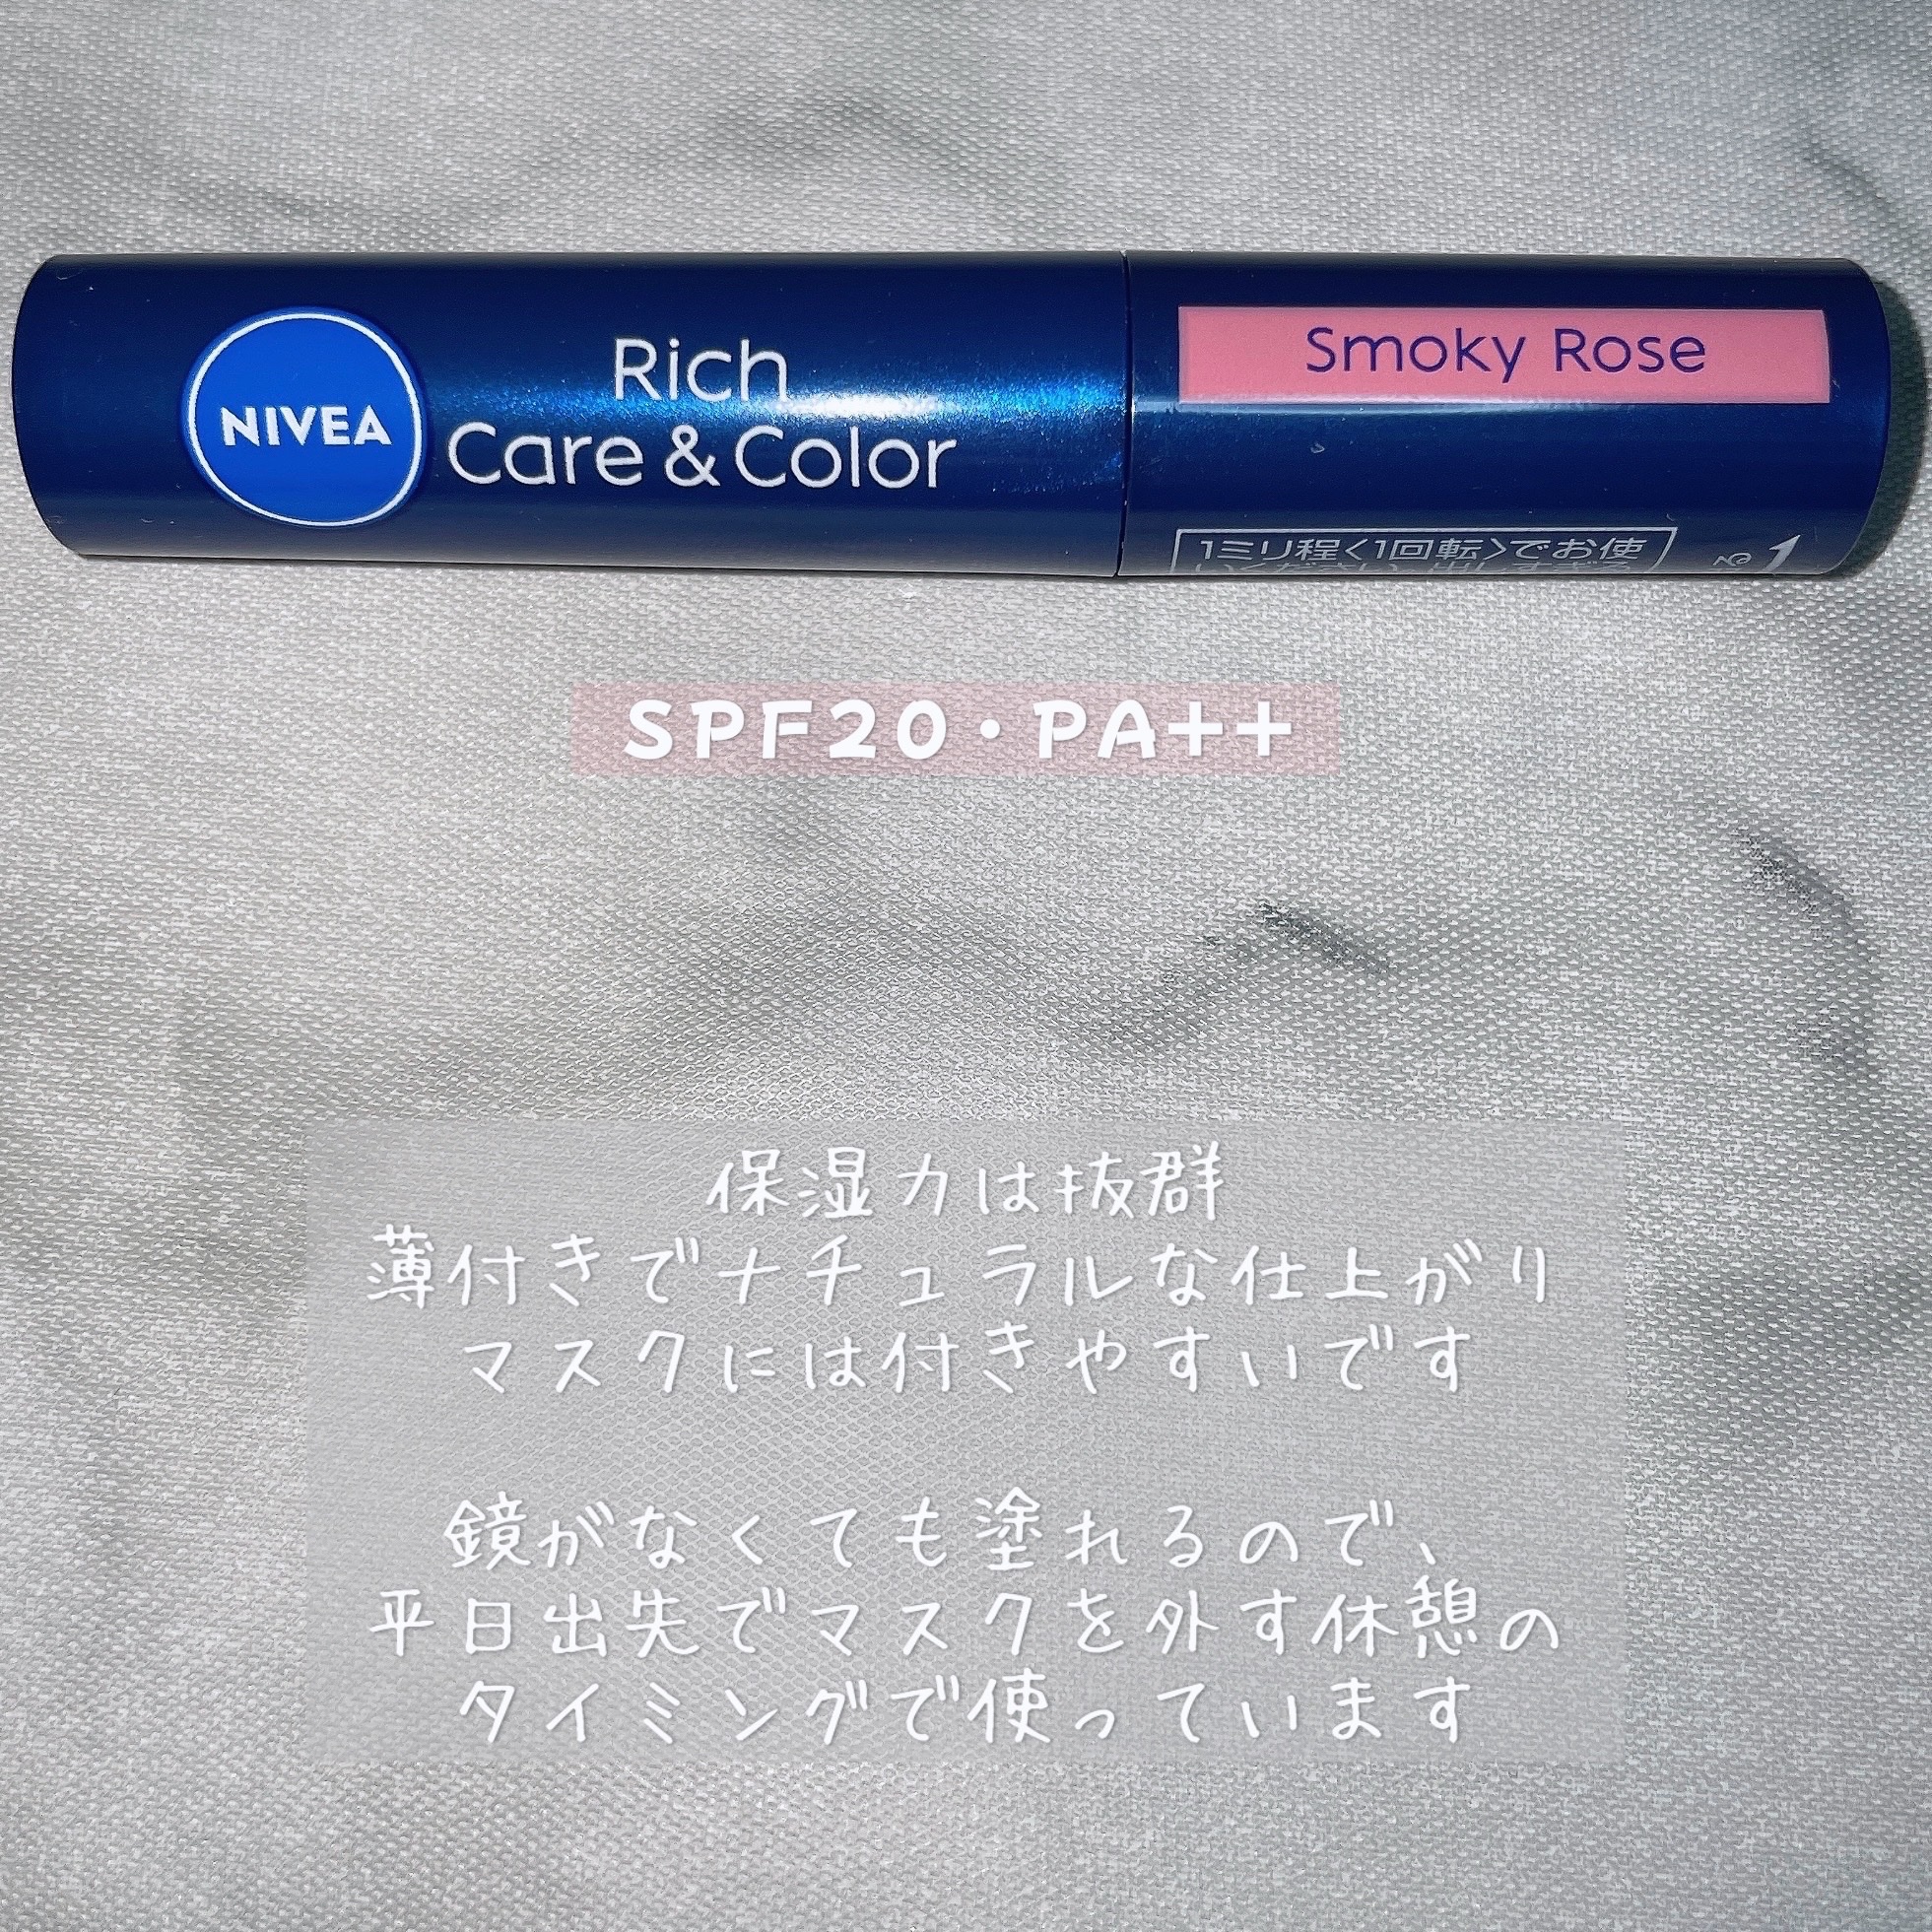 NIVEA
Rich
Care & Color
Smoky Rose
1ミリ程〈1回転〉でお使
SPF20・PA++
保湿力は抜群
薄付きでナチュラルな仕上がり
マスクには付きやすいです
鏡がなくても塗れるので、
平日出先でマスクを外す休憩の
タイミングで使っています